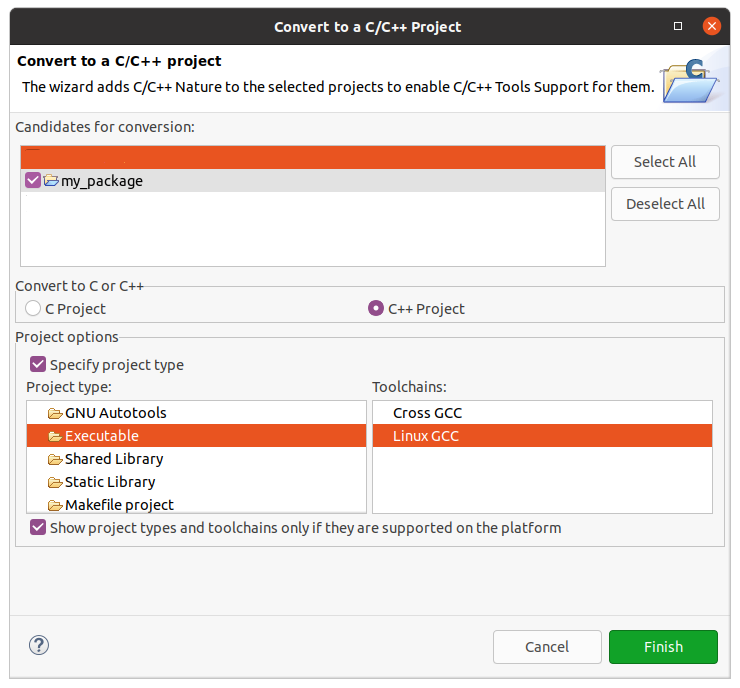 Convert to a C/C++ Project
Convert to a C/C++ project
The wizard adds C/C++ Nature to the selected projects to enable C/C++ Tools Support for them.
Candidates for conversion:
Select All
my_package
Deselect All
Convert to C or C++
C Project
C++ Project
Project options
Specify project type
Project type:
Toolchains:
GNU Autotools
Cross GCC
Executable
Linux GCC
Shared Library
Static Library
Makefile project
Show project types and toolchains only if they are supported on the platform
?
Cancel
Finish